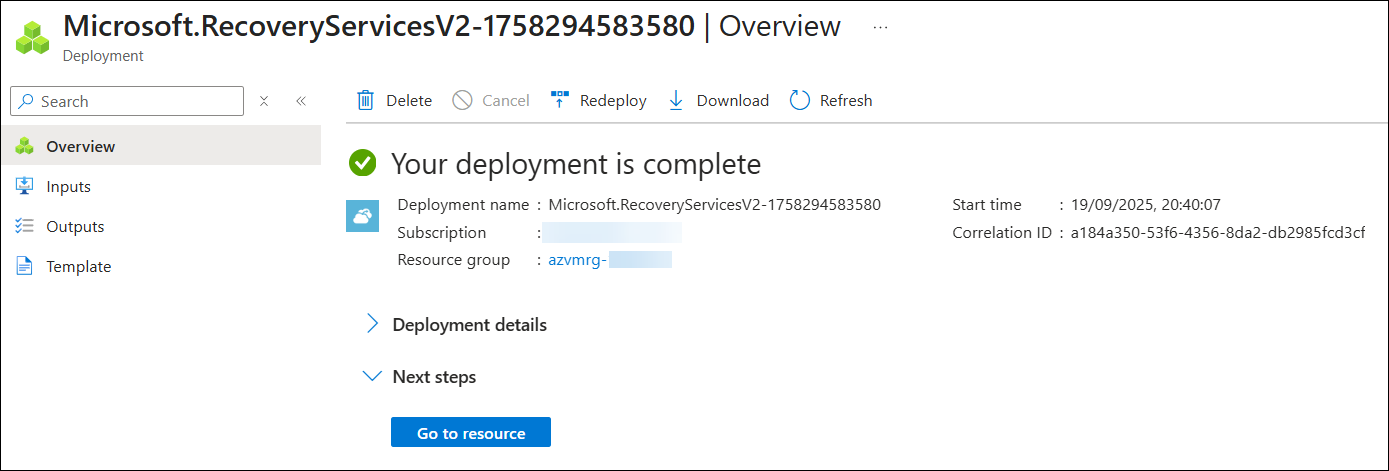 Microsoft.RecoveryServicesV2-1758294583580 | Overview ...
Deployment
Search
Overview
Inputs
Outputs
Template
Delete Cancel Redeploy Download Refresh
Your deployment is complete
Deployment name : Microsoft.RecoveryServicesV2-1758294583580
Subscription :
Resource group : azvmrg-
Start time : 19/09/2025, 20:40:07
Correlation ID : a184a350-53f6-4356-8da2-db2985fcd3cf
Deployment details
Next steps
Go to resource